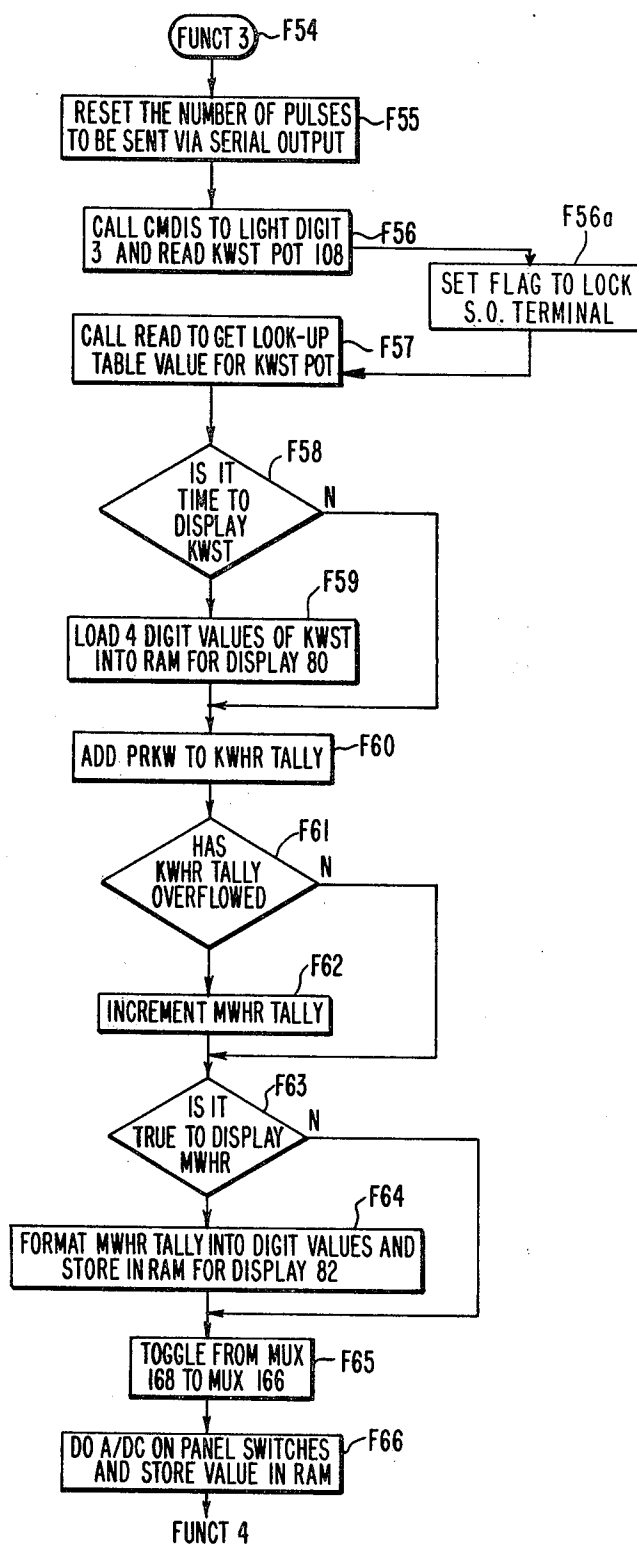 FUNCT 3
F54
RESET THE NUMBER OF PULSES
TO BE SENT VIA SERIAL OUTPUT
F55
CALL CMDIS TO LIGHT DIGIT
3 AND READ KWST POT 108
F56
F56a
SET FLAG TO LOCK
S.O. TERMINAL
CALL READ TO GET LOOK-UP
TABLE VALUE FOR KWST POT
F57
F58
IS IT
TIME TO
DISPLAY
KWST
N
F59
LOAD 4 DIGIT VALUES OF KWST
INTO RAM FOR DISPLAY 80
ADD PRKW TO KWHR TALLY
F60
F61
HAS
KWHR TALLY
OVERFLOWED
N
F62
INCREMENT MWHR TALLY
F63
IS IT
TRUE TO DISPLAY
MWHR
N
F64
FORMAT MWHR TALLY INTO DIGIT VALUES AND
STORE IN RAM FOR DISPLAY 82
TOGGLE FROM MUX
168 TO MUX 166
F65
DO A/DC ON PANEL SWITCHES
AND STORE VALUE IN RAM
F66
FUNCT 4